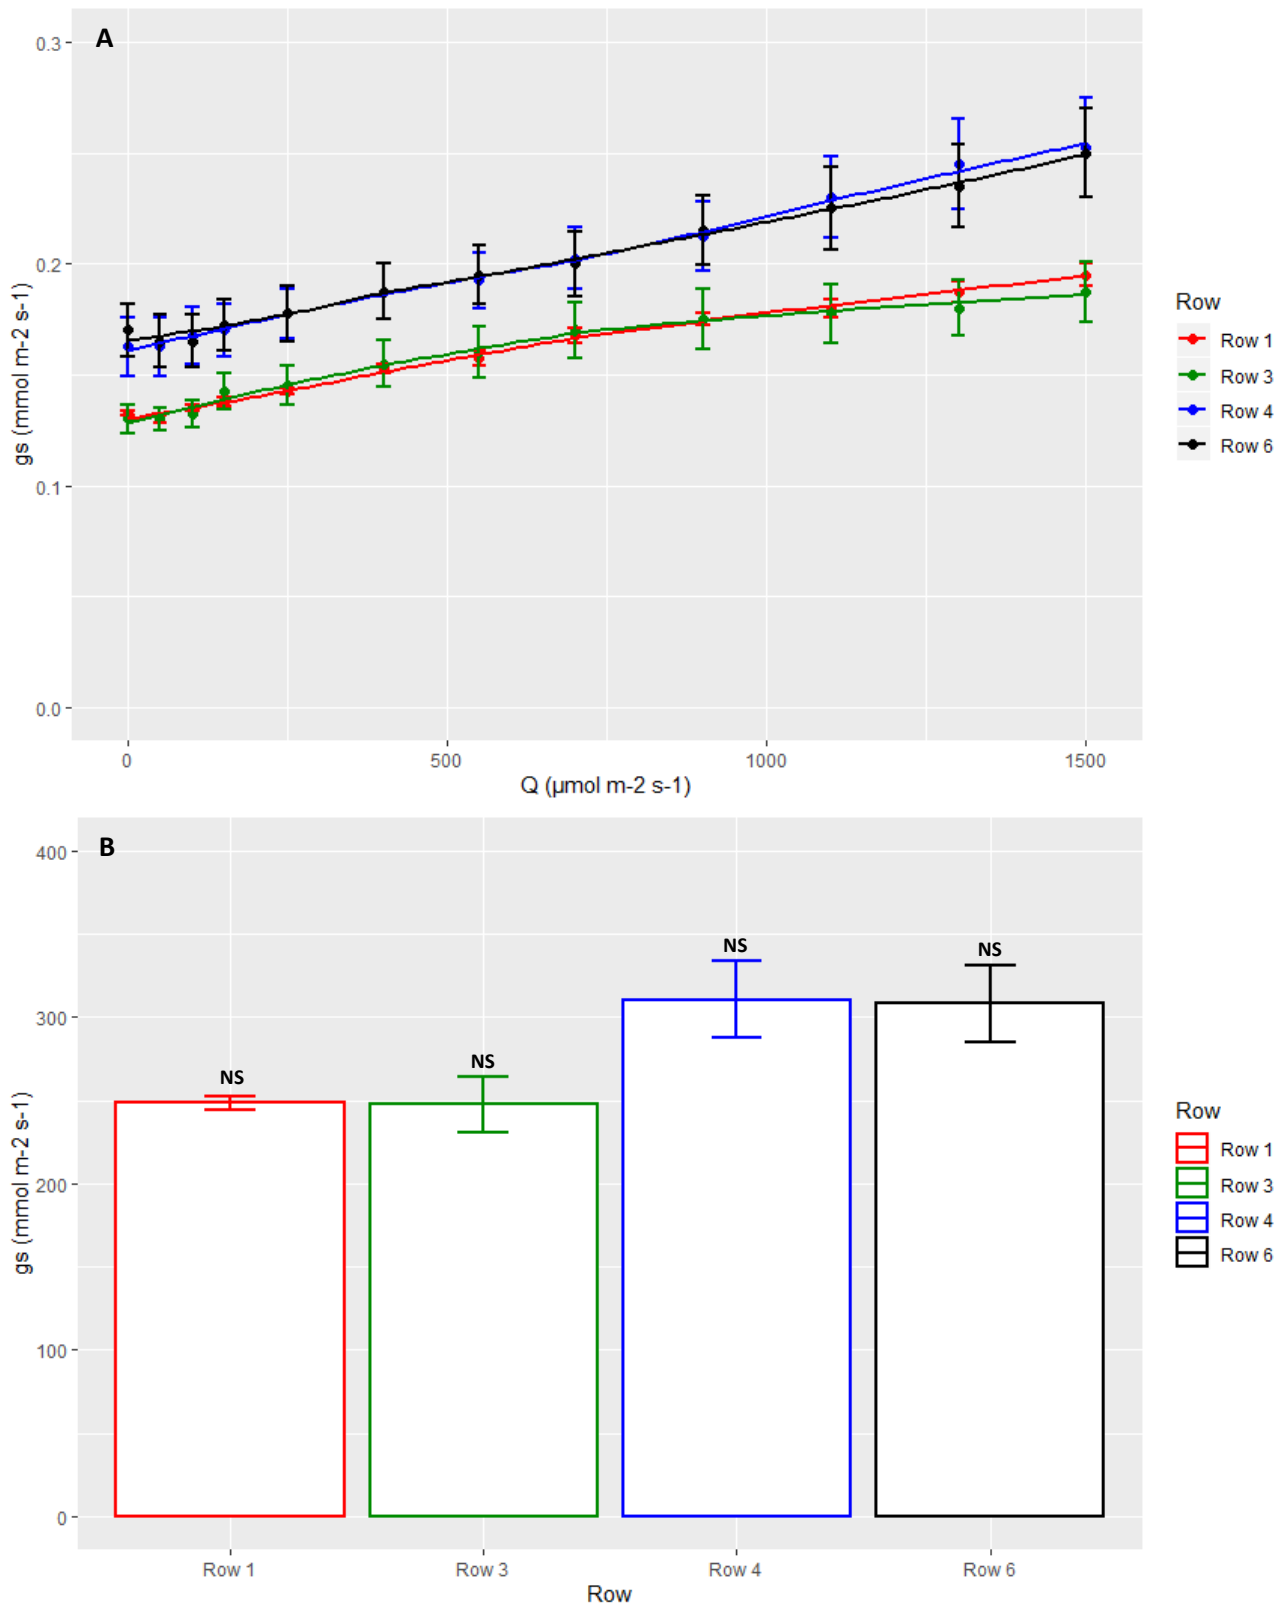 A
0.3
0.2
0.1
0.0
gs (mmol m-2 s-1)
0
500
1000
1500
Q (µmol m-2 s-1)
Row
Row 1
Row 3
Row 4
Row 6
B
400
300
200
100
0
gs (mmol m-2 s-1)
NS
NS
NS
NS
Row 1
Row 3
Row 4
Row 6
Row
Row
Row 1
Row 3
Row 4
Row 6